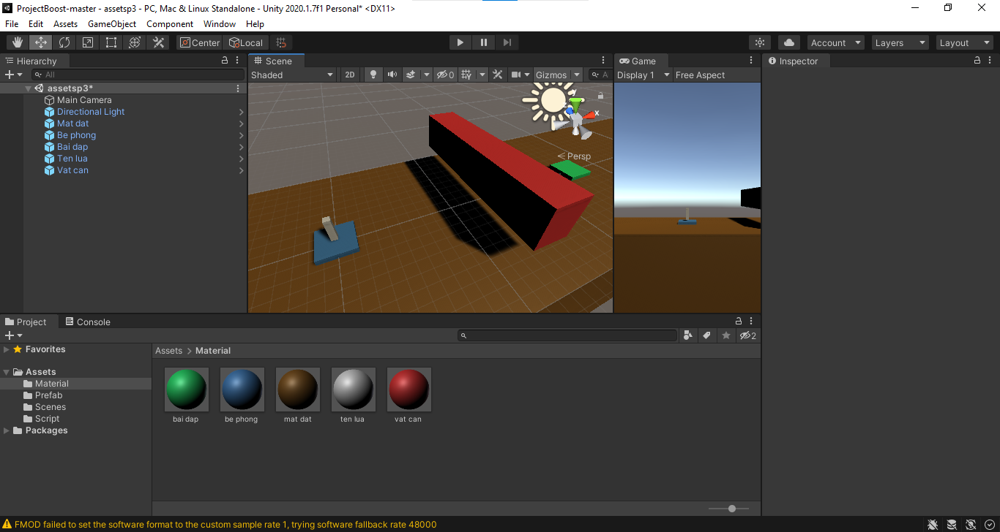 ProjectBoost-master - assetsp3 - PC, Mac & Linux Standalone - Unity 2020.1.7f1 Personal* <DX11>
File Edit Assets GameObject Component Window Help
Center Local Account Layers Layout
Hierarchy
All
assetsp3*
Main Camera
Directional Light
Mat dat
Be phong
Bai dap
Ten lua
Vat can
Scene
Shaded 2D 0 Gizmos A
x
Persp
Game
Display 1 Free Aspect
Inspector
Project Console
2
Favorites
Assets
Material
Prefab
Scenes
Script
Packages
Assets > Material
bai dap be phong mat dat ten lua vat can
FMOD failed to set the software format to the custom sample rate 1, trying software fallback rate 48000